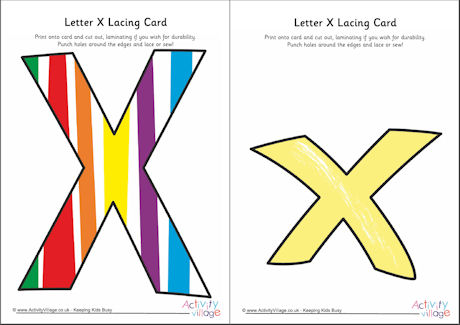 Letter X Lacing Card
Print onto card and cut out, laminating if you wish for durability.
Punch holes around the edges and lace or sew!
X
© www.ActivityVillage.co.uk - Keeping Kids Busy
Activity
Village
Letter X Lacing Card
Print onto card and cut out, laminating if you wish for durability.
Punch holes around the edges and lace or sew!
x
© www.ActivityVillage.co.uk - Keeping Kids Busy
Activity
Village